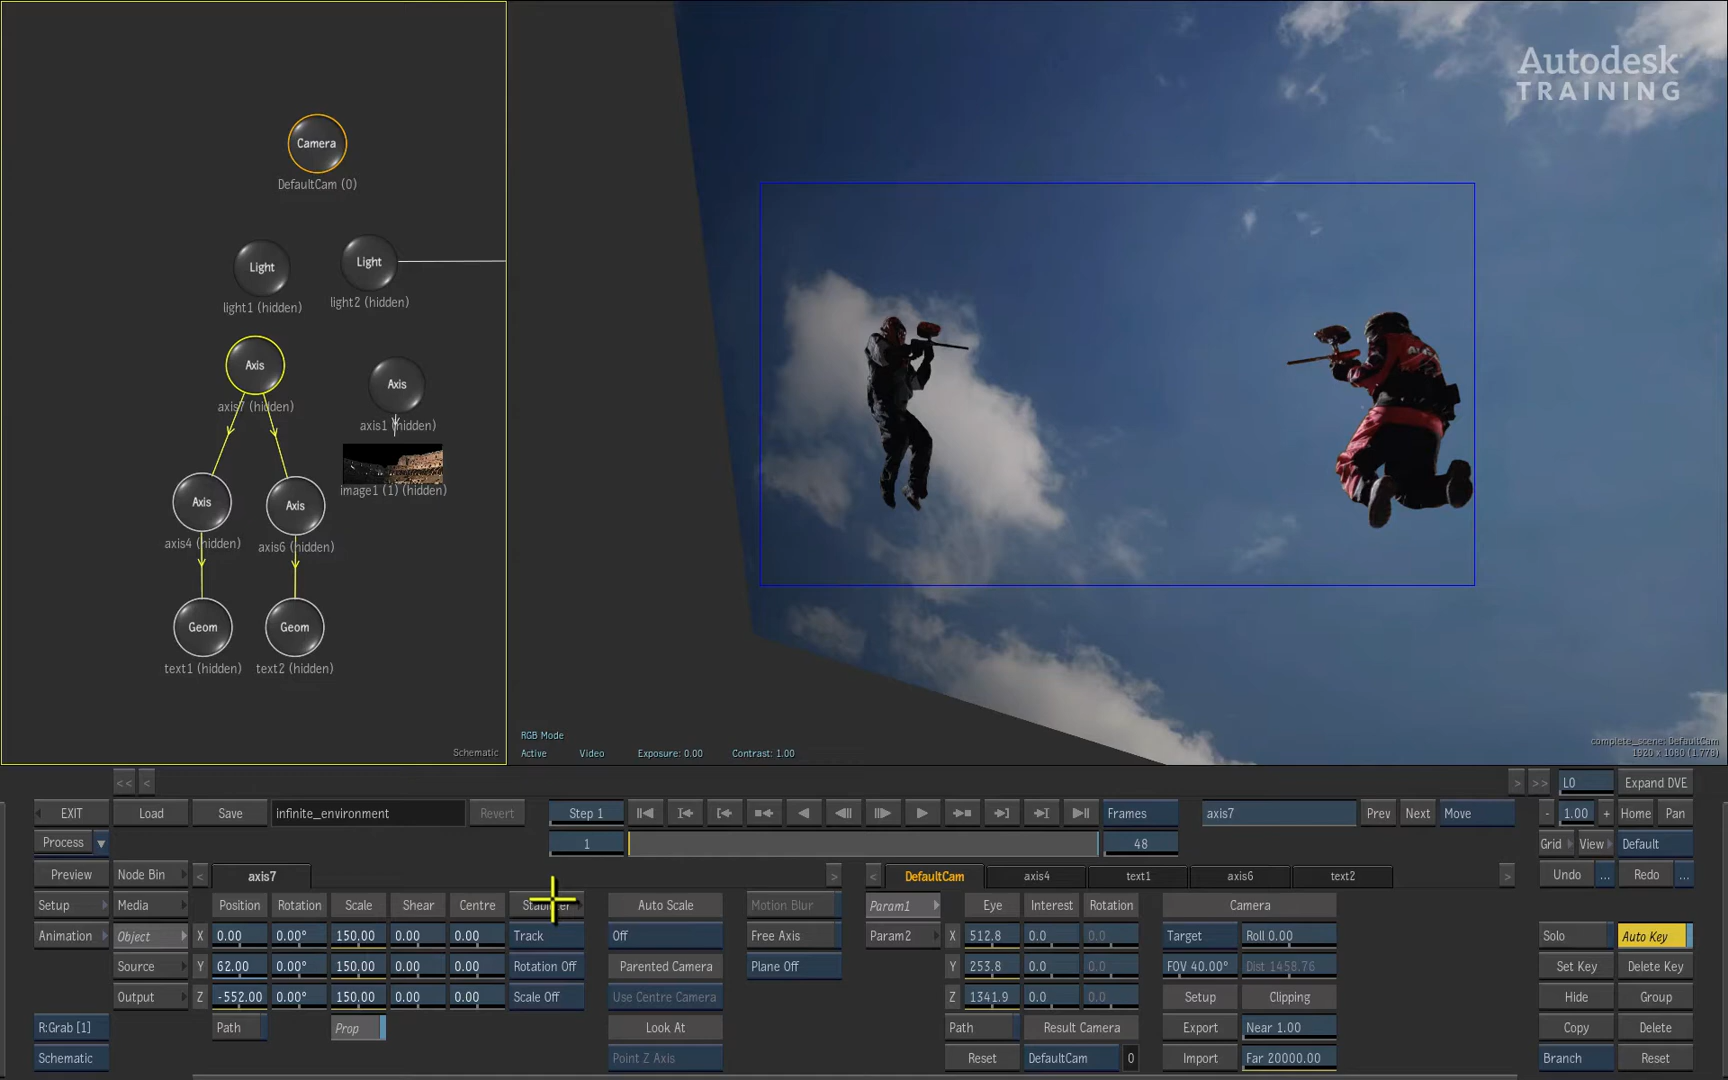 Autodesk
TRAINING
Camera
DefaultCam (0)
Light
light1 (hidden)
Light
light2 (hidden)
Axis
axis7 (hidden)
Axis
axis1 (hidden)
image1 (1) (hidden)
Axis
axis4 (hidden)
Axis
axis6 (hidden)
Geom
text1 (hidden)
Geom
text2 (hidden)
Schematic
RGB Mode
Active Video Exposure: 0.00 Contrast: 1.00
complete_scene: DefaultCam
1920 x 1080 (1.778)
<< < > >> L0 Expand DVE
EXIT Load Save infinite_environment Revert Step 1 Frames axis7 Prev Next Move - 1.00 + Home Pan
Process 1 48 Grid View Default
Preview Node Bin < axis7 > < DefaultCam axis4 text1 axis6 text2 > Undo ... Redo ...
Setup Media Position Rotation Scale Shear Centre Auto Scale Motion Blur Param1 Eye Interest Rotation Camera
Animation Object X 0.00 0.00° 150.00 0.00 0.00 Track Off Free Axis Param2 X 512.8 0.0 0.0 Target Roll 0.00 Solo Auto Key
Source Y 62.00 0.00° 150.00 0.00 0.00 Rotation Off Parented Camera Plane Off Y 253.8 0.0 0.0 FOV 40.00° Dist 1458.76 Set Key Delete Key
Output Z -552.00 0.00° 150.00 0.00 0.00 Scale Off Use Centre Camera Z 1341.9 0.0 0.0 Setup Clipping Hide Group
R:Grab [1] Path Prop Look At Path Result Camera Export Near 1.00 Copy Delete
Schematic Point Z Axis Reset DefaultCam 0 Import Far 20000.00 Branch Reset